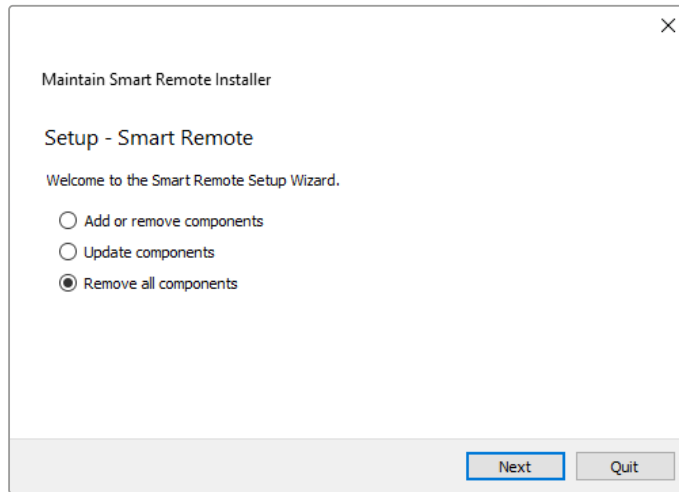 Maintain Smart Remote Installer
Setup - Smart Remote
Welcome to the Smart Remote Setup Wizard.
Add or remove components
Update components
Remove all components
Next
Quit